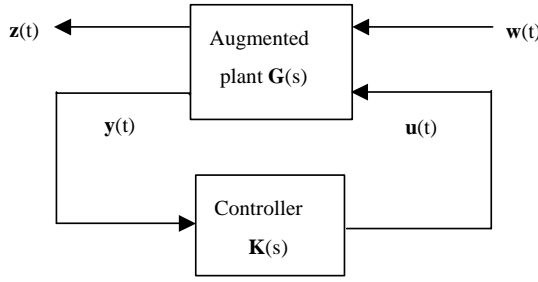 z(t)
Augmented
plant G(s)
w(t)
y(t)
u(t)
Controller
K(s)